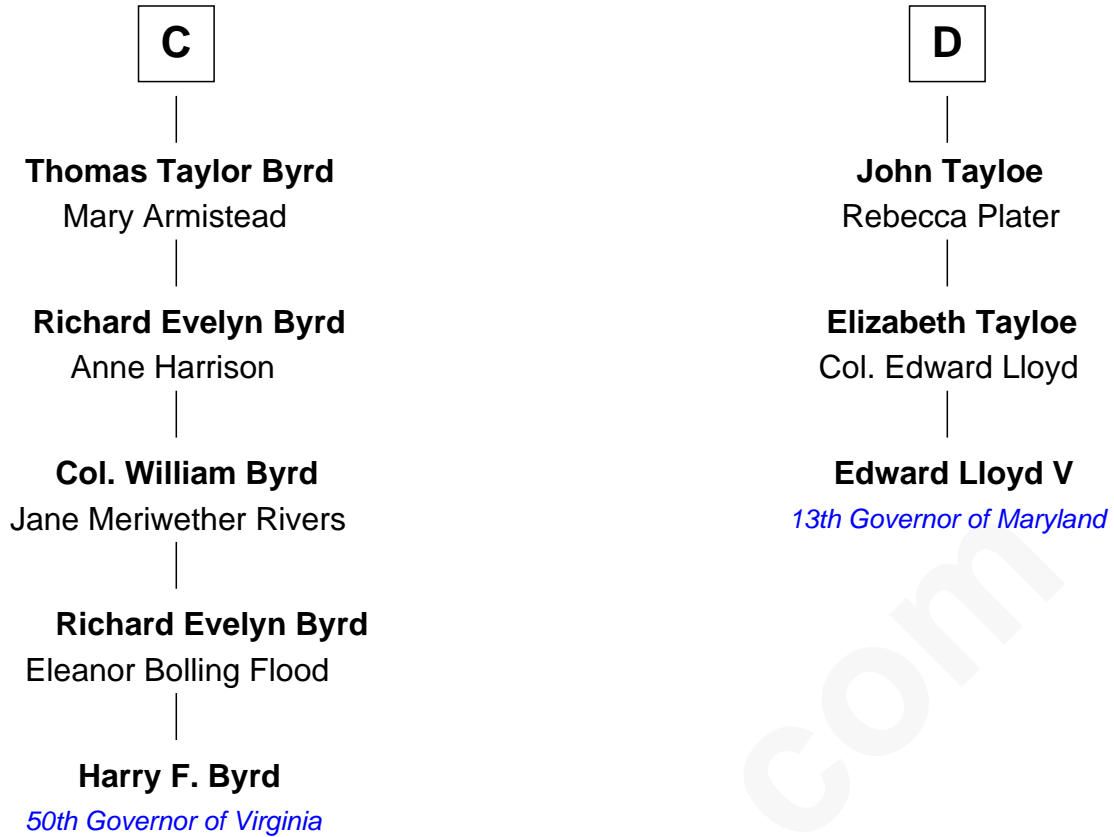 C
Thomas Taylor Byrd
Mary Armistead
Richard Evelyn Byrd
Anne Harrison
Col. William Byrd
Jane Meriwether Rivers
Richard Evelyn Byrd
Eleanor Bolling Flood
Harry F. Byrd
50th Governor of Virginia
D
John Tayloe
Rebecca Plater
Elizabeth Tayloe
Col. Edward Lloyd
Edward Lloyd V
13th Governor of Maryland
com